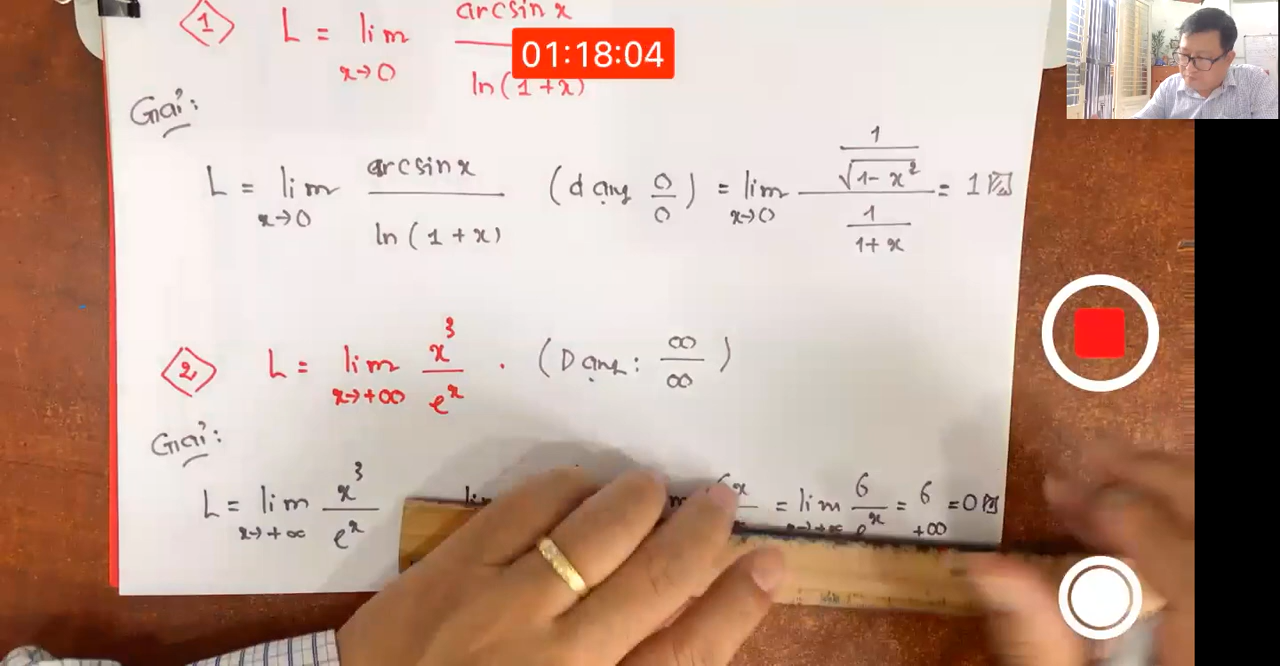 1 L = lim x→0 arcsin x / ln(1+x)
01:18:04
Giải:
L = lim x→0 arcsin x / ln(1+x) (dạng 0/0) = lim x→0 (1/√(1-x²)) / (1/(1+x)) = 1
2 L = lim x→+∞ x³/eˣ . (Dạng: ∞/∞)
Giải:
L = lim x→+∞ x³/eˣ 6x = lim x→+∞ 6/eˣ = 6/+∞ = 0